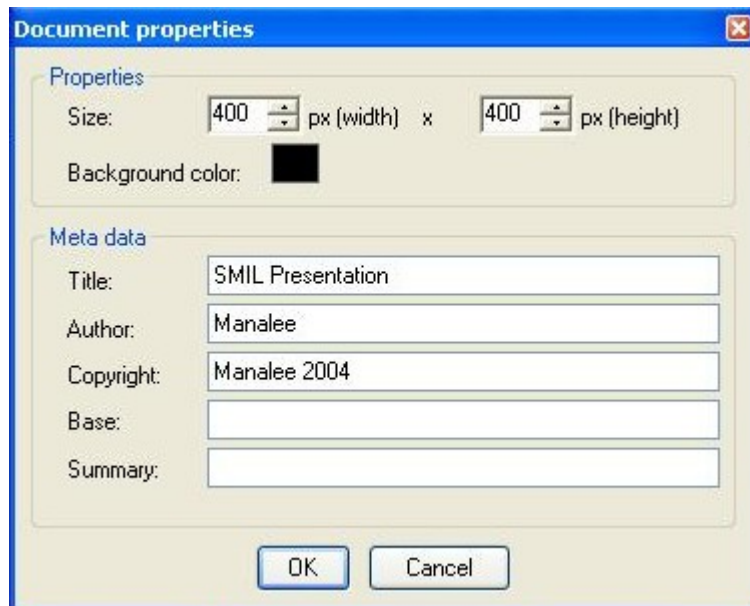 Document properties
Properties
Size: 400 px (width) x 400 px (height)
Background color:
Meta data
Title: SMIL Presentation
Author: Manalee
Copyright: Manalee 2004
Base:
Summary:
OK Cancel